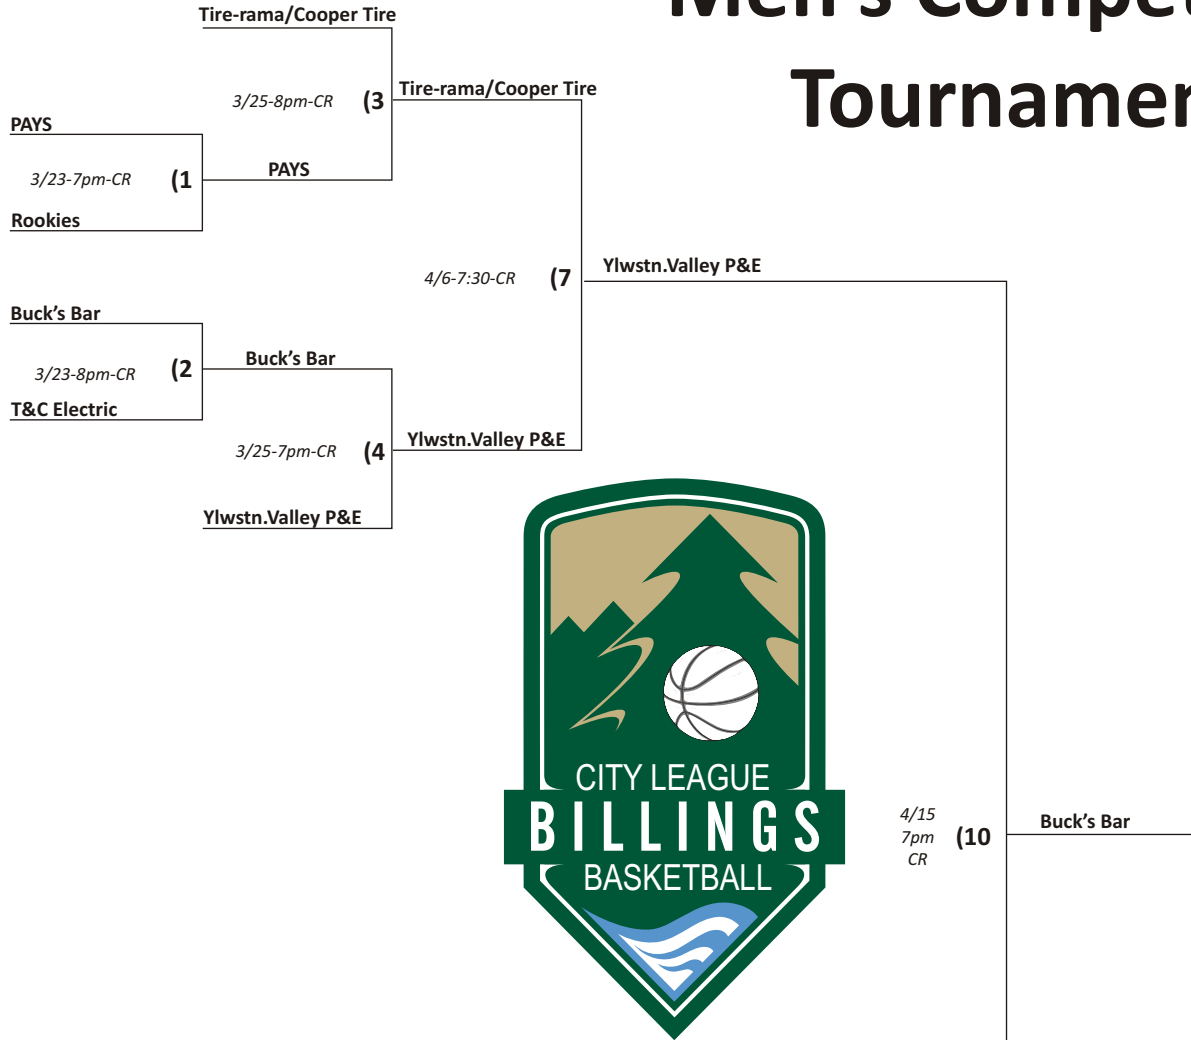 Tire-rama/Cooper Tire
Tournamen
3/25-8pm-CR (3
Tire-rama/Cooper Tire
PAYS
3/23-7pm-CR (1
PAYS
Rookies
4/6-7:30-CR (7
Ylwstn.Valley P&E
Buck's Bar
3/23-8pm-CR (2
Buck's Bar
T&C Electric
3/25-7pm-CR (4
Ylwstn.Valley P&E
Ylwstn.Valley P&E
CITY LEAGUE
BILLINGS
BASKETBALL
4/15
7pm
CR
(10
Buck's Bar